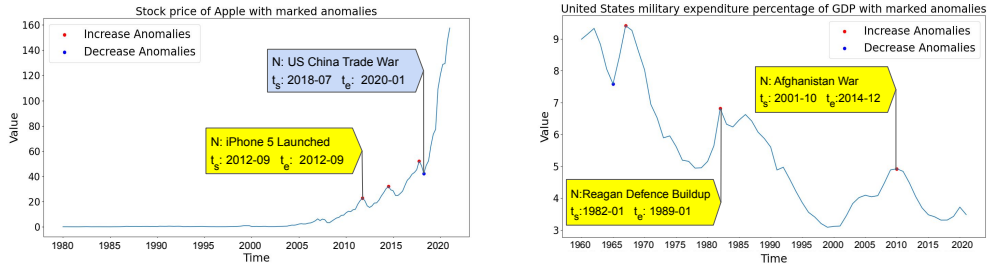 Stock price of Apple with marked anomalies
160
140
120
100
80
60
40
20
0
Value
Increase Anomalies
Decrease Anomalies
N: US China Trade War
ts: 2018-07 te: 2020-01
N: iPhone 5 Launched
ts: 2012-09 te: 2012-09
1980 1985 1990 1995 2000 2005 2010 2015 2020
Time
United States military expenditure percentage of GDP with marked anomalies
9
8
7
6
5
4
3
Value
Increase Anomalies
Decrease Anomalies
N: Afghanistan War
ts: 2001-10 te:2014-12
N:Reagan Defence Buildup
ts:1982-01 te: 1989-01
1960 1965 1970 1975 1980 1985 1990 1995 2000 2005 2010 2015 2020
Time